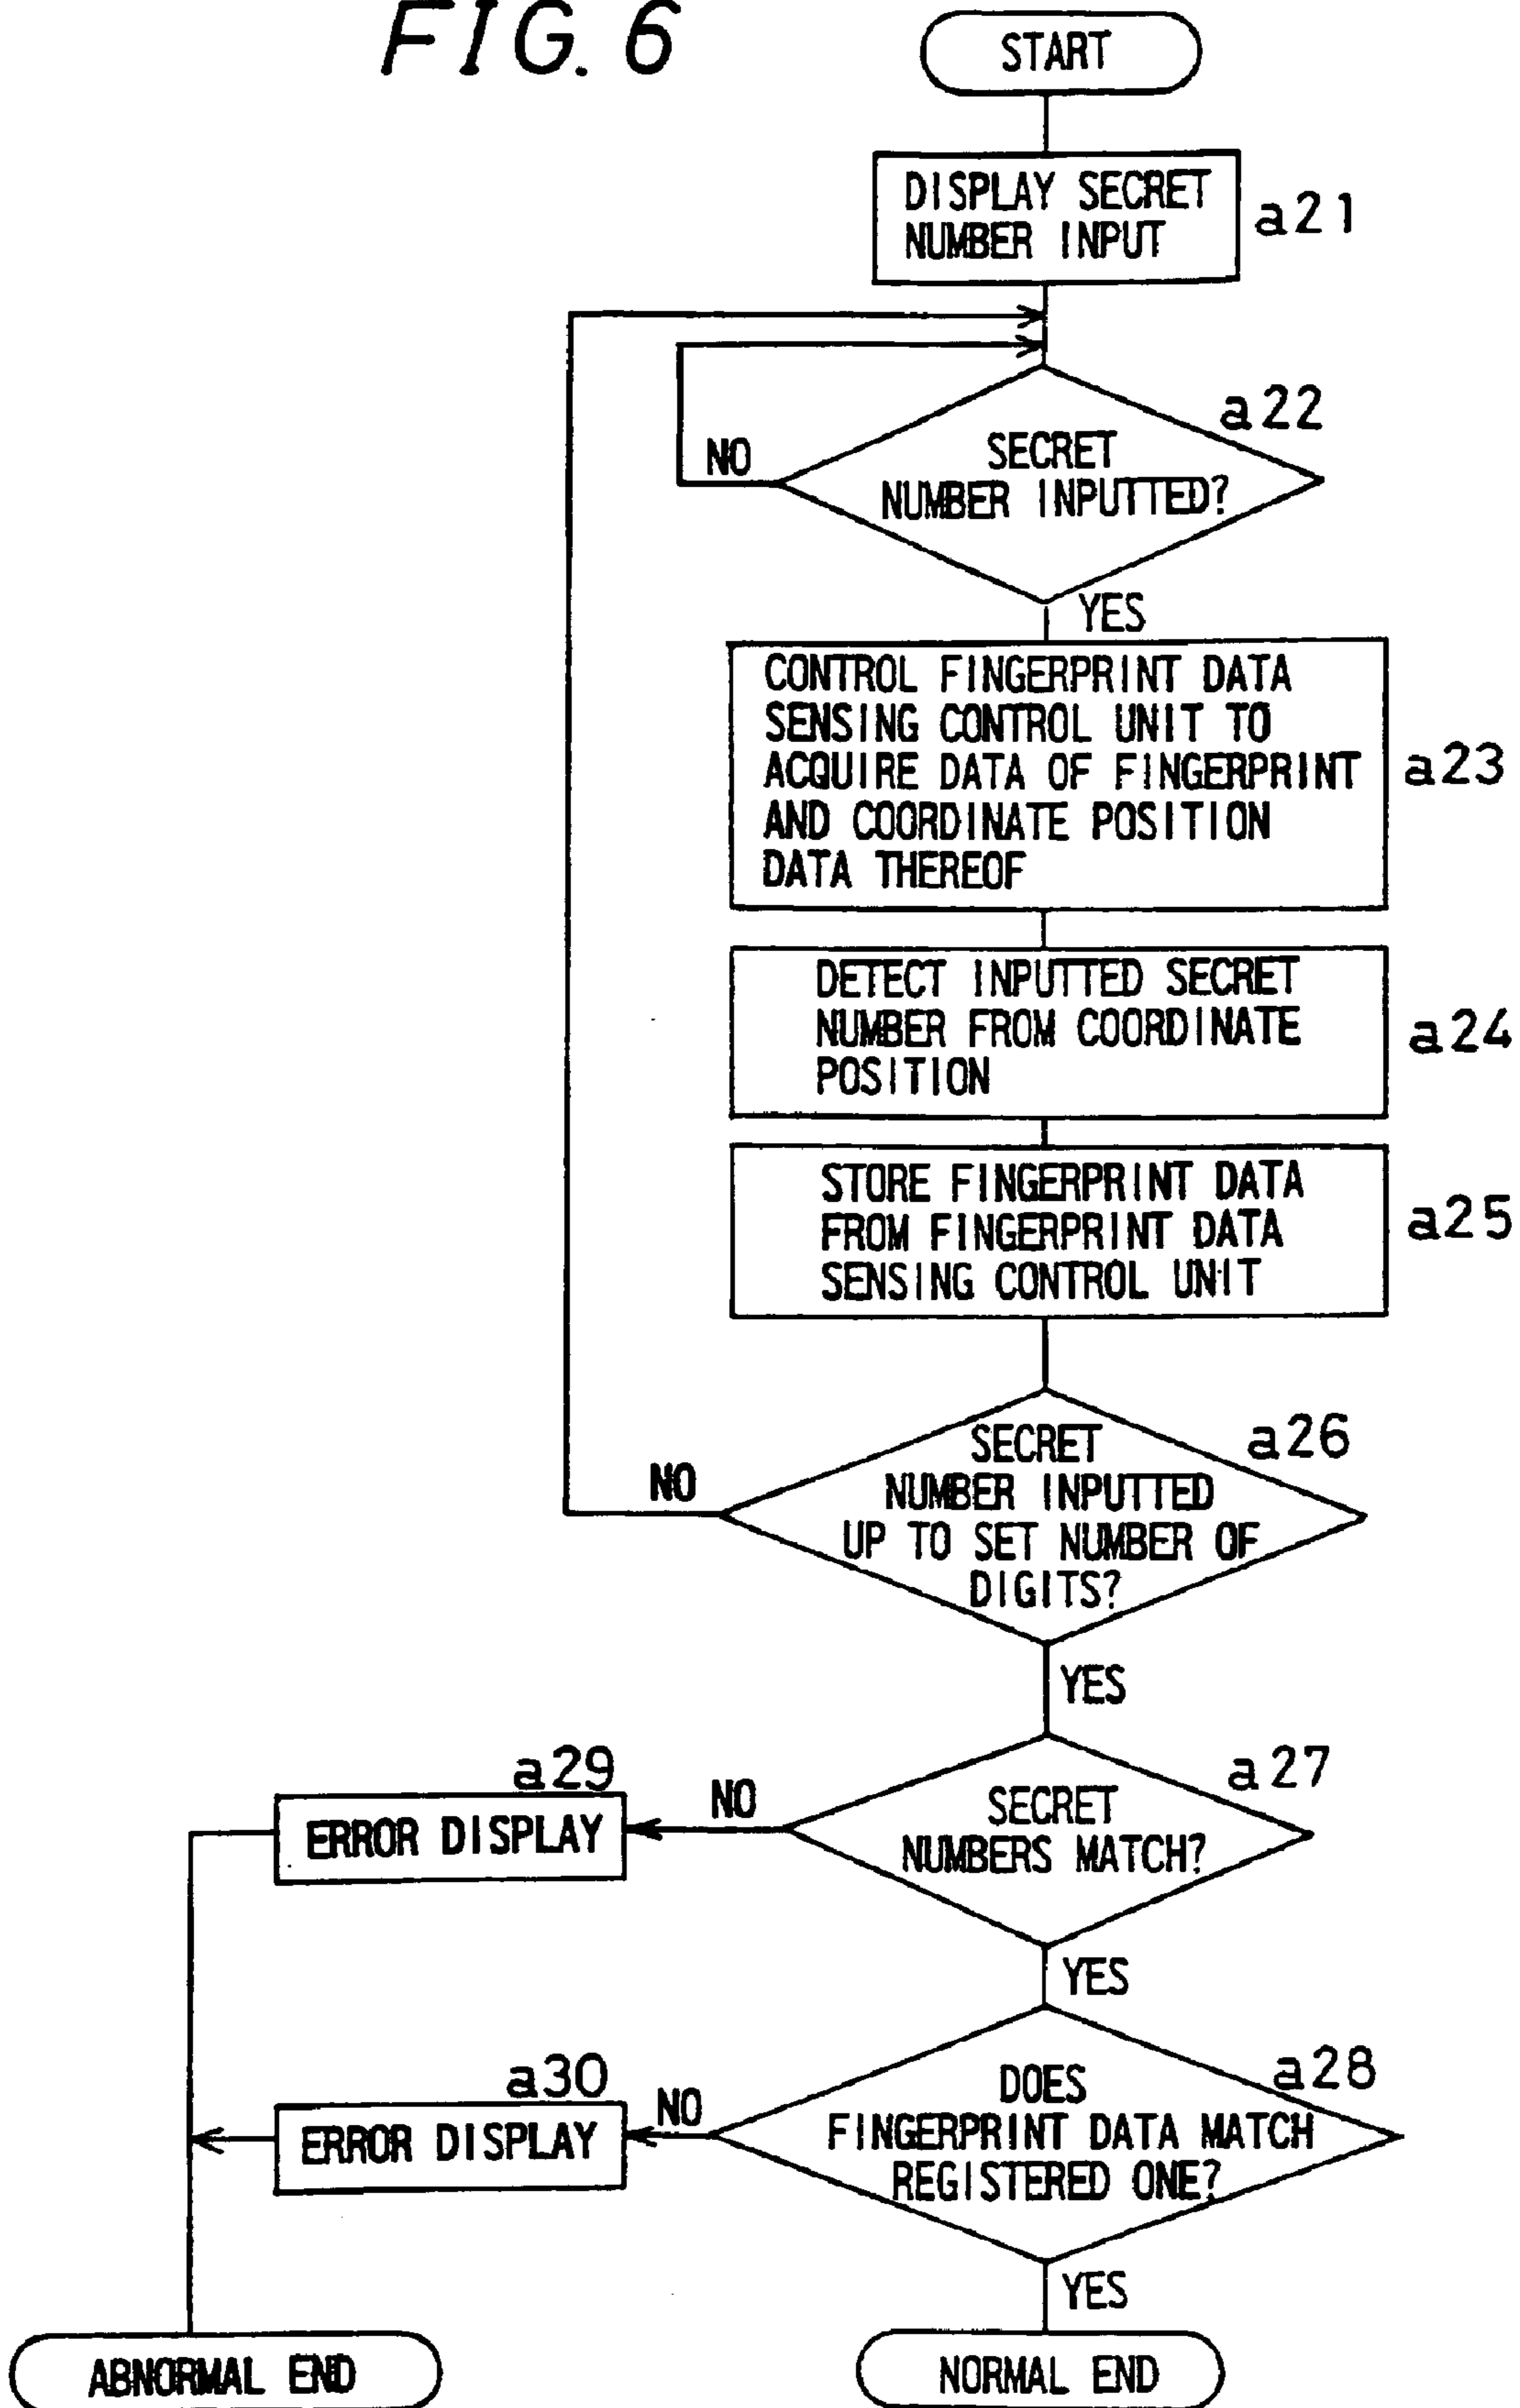 FIG. 6
START
DISPLAY SECRET
NUMBER INPUT
a21
a22
SECRET
NUMBER INPUTTED?
NO
YES
CONTROL FINGERPRINT DATA
SENSING CONTROL UNIT TO
ACQUIRE DATA OF FINGERPRINT
AND COORDINATE POSITION
DATA THEREOF
a23
DETECT INPUTTED SECRET
NUMBER FROM COORDINATE
POSITION
a24
STORE FINGERPRINT DATA
FROM FINGERPRINT DATA
SENSING CONTROL UNIT
a25
a26
SECRET
NUMBER INPUTTED
UP TO SET NUMBER OF
DIGITS?
NO
YES
a27
SECRET
NUMBERS MATCH?
NO
a29
ERROR DISPLAY
YES
a28
DOES
FINGERPRINT DATA MATCH
REGISTERED ONE?
NO
a30
ERROR DISPLAY
YES
ABNORMAL END
NORMAL END